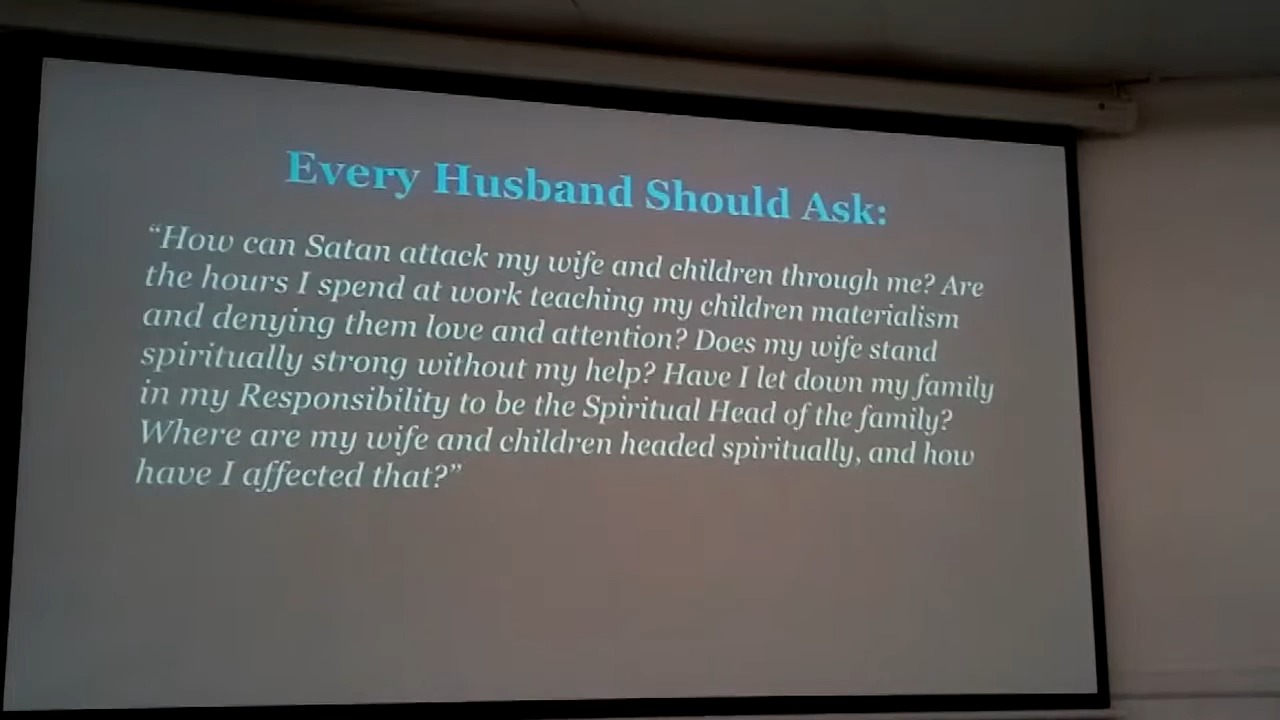 Every Husband Should Ask:
“How can Satan attack my wife and children through me? Are
the hours I spend at work teaching my children materialism
and denying them love and attention? Does my wife stand
spiritually strong without my help? Have I let down my family
in my Responsibility to be the Spiritual Head of the family?
Where are my wife and children headed spiritually, and how
have I affected that?”